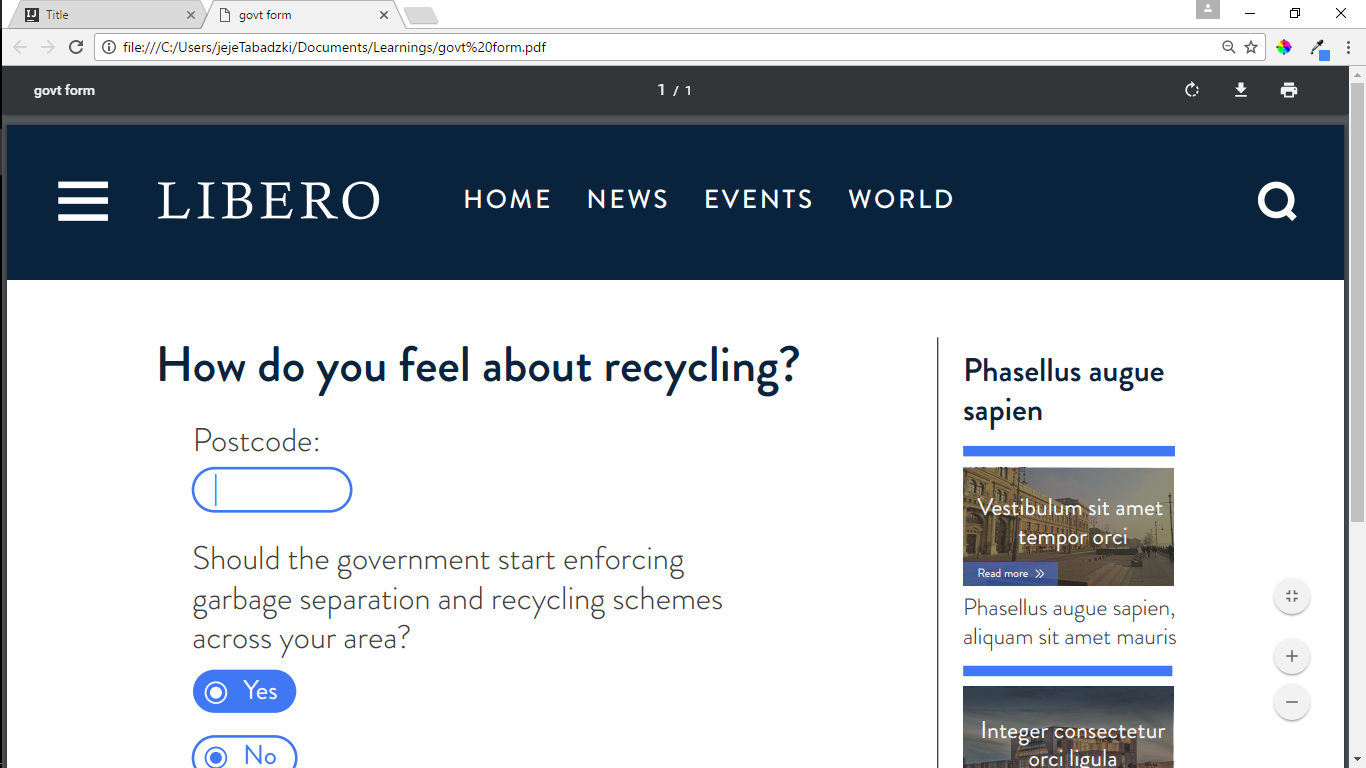 Title
govt form
file:///C:/Users/jejeTabadzki/Documents/Learnings/govt%20form.pdf
govt form
1 / 1
LIBERO
HOME NEWS EVENTS WORLD
How do you feel about recycling?
Postcode:
Should the government start enforcing
garbage separation and recycling schemes
across your area?
Yes
No
Phasellus augue
sapien
Vestibulum sit amet
tempor orci
Read more
Phasellus augue sapien,
aliquam sit amet mauris
Integer consectetur
orci ligula